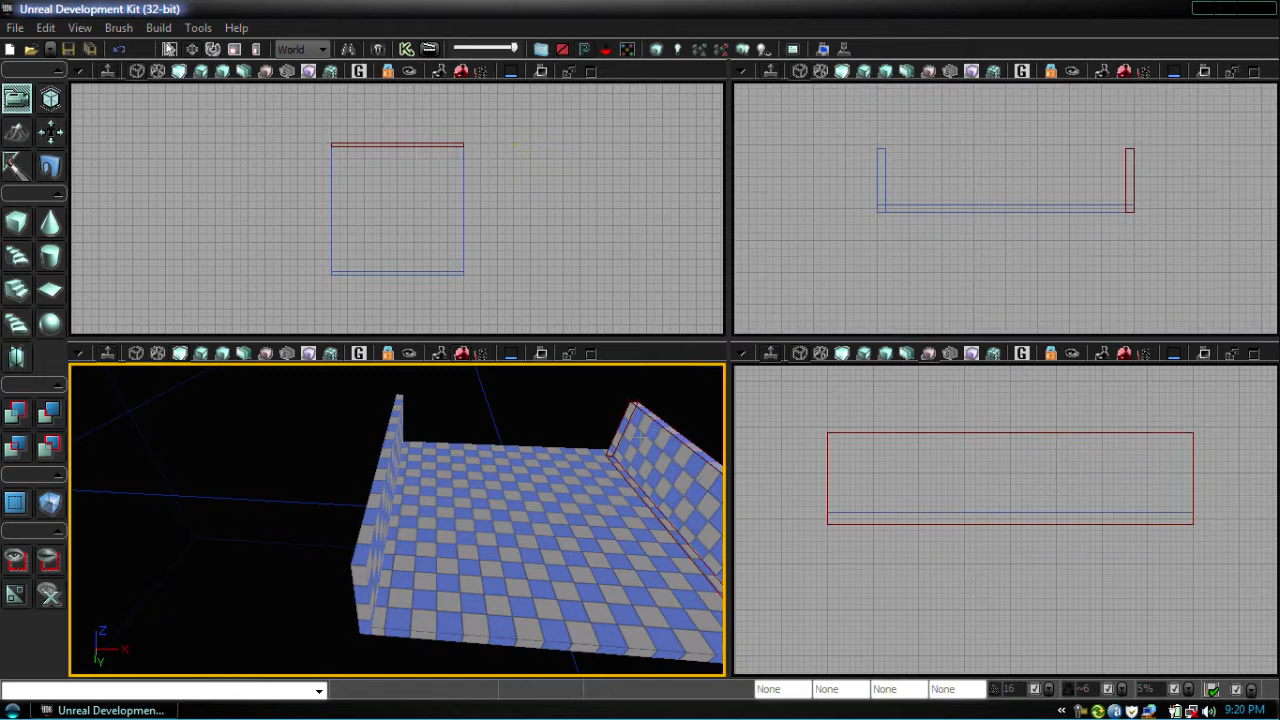 Unreal Development Kit (32-bit)
File Edit View Brush Build Tools Help
World
G G
G G
Z
X
Y
None None None None 16 ~6 5%
Unreal Developmen... « 9:20 PM